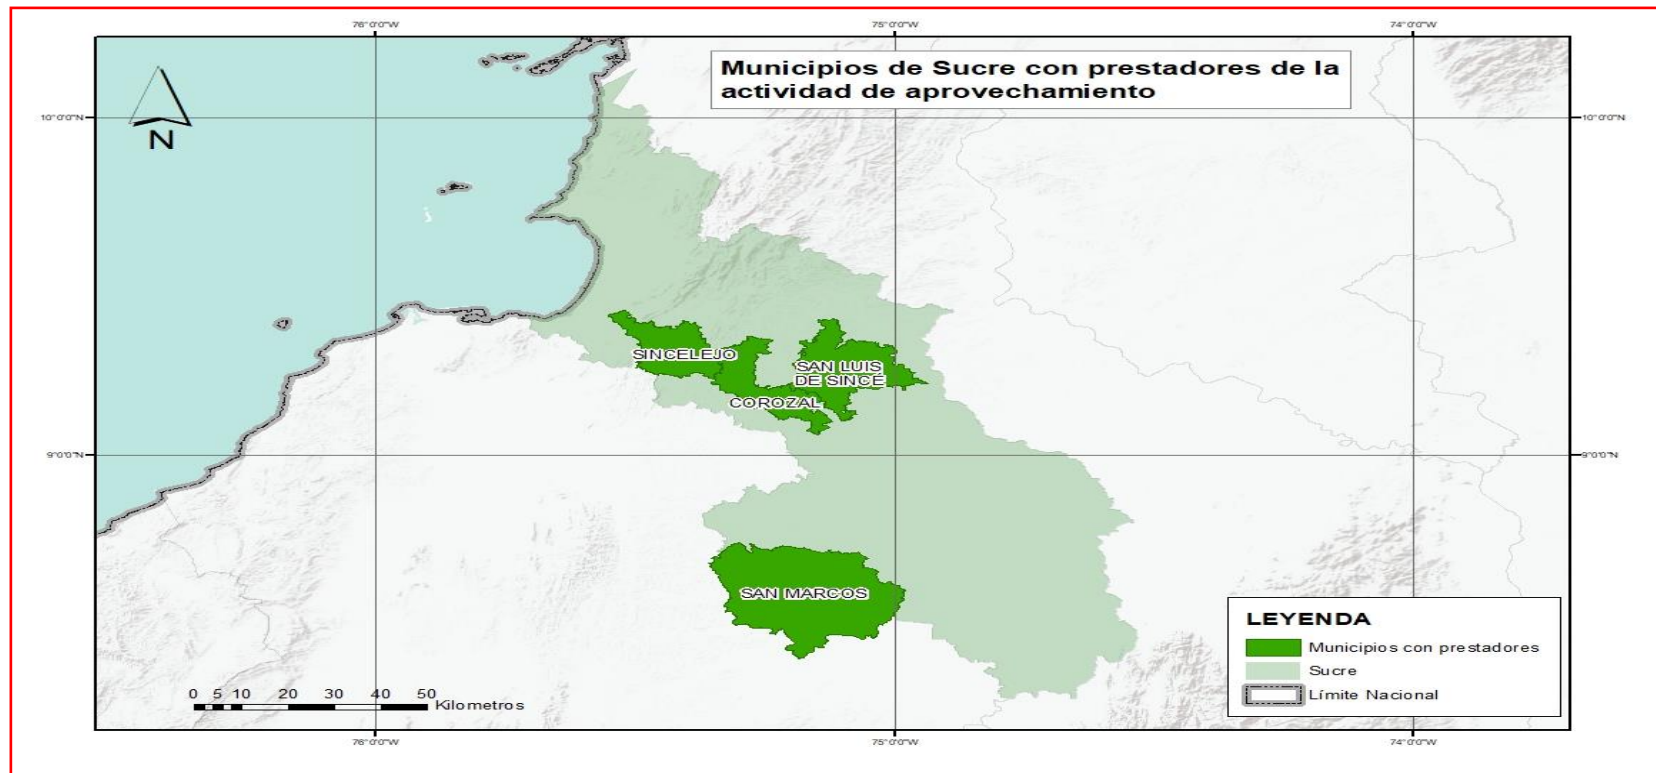 76°0'0"W 75°0'0"W 74°0'0"W
Municipios de Sucre con prestadores de la
actividad de aprovechamiento
N
10°0'0"N 10°0'0"N
SINCELEJO
SAN LUIS
DE SINCÉ
COROZAL
9°0'0"N 9°0'0"N
SAN MARCOS
LEYENDA
Municipios con prestadores
Sucre
Límite Nacional
0 5 10 20 30 40 50
Kilometros
76°0'0"W 75°0'0"W 74°0'0"W